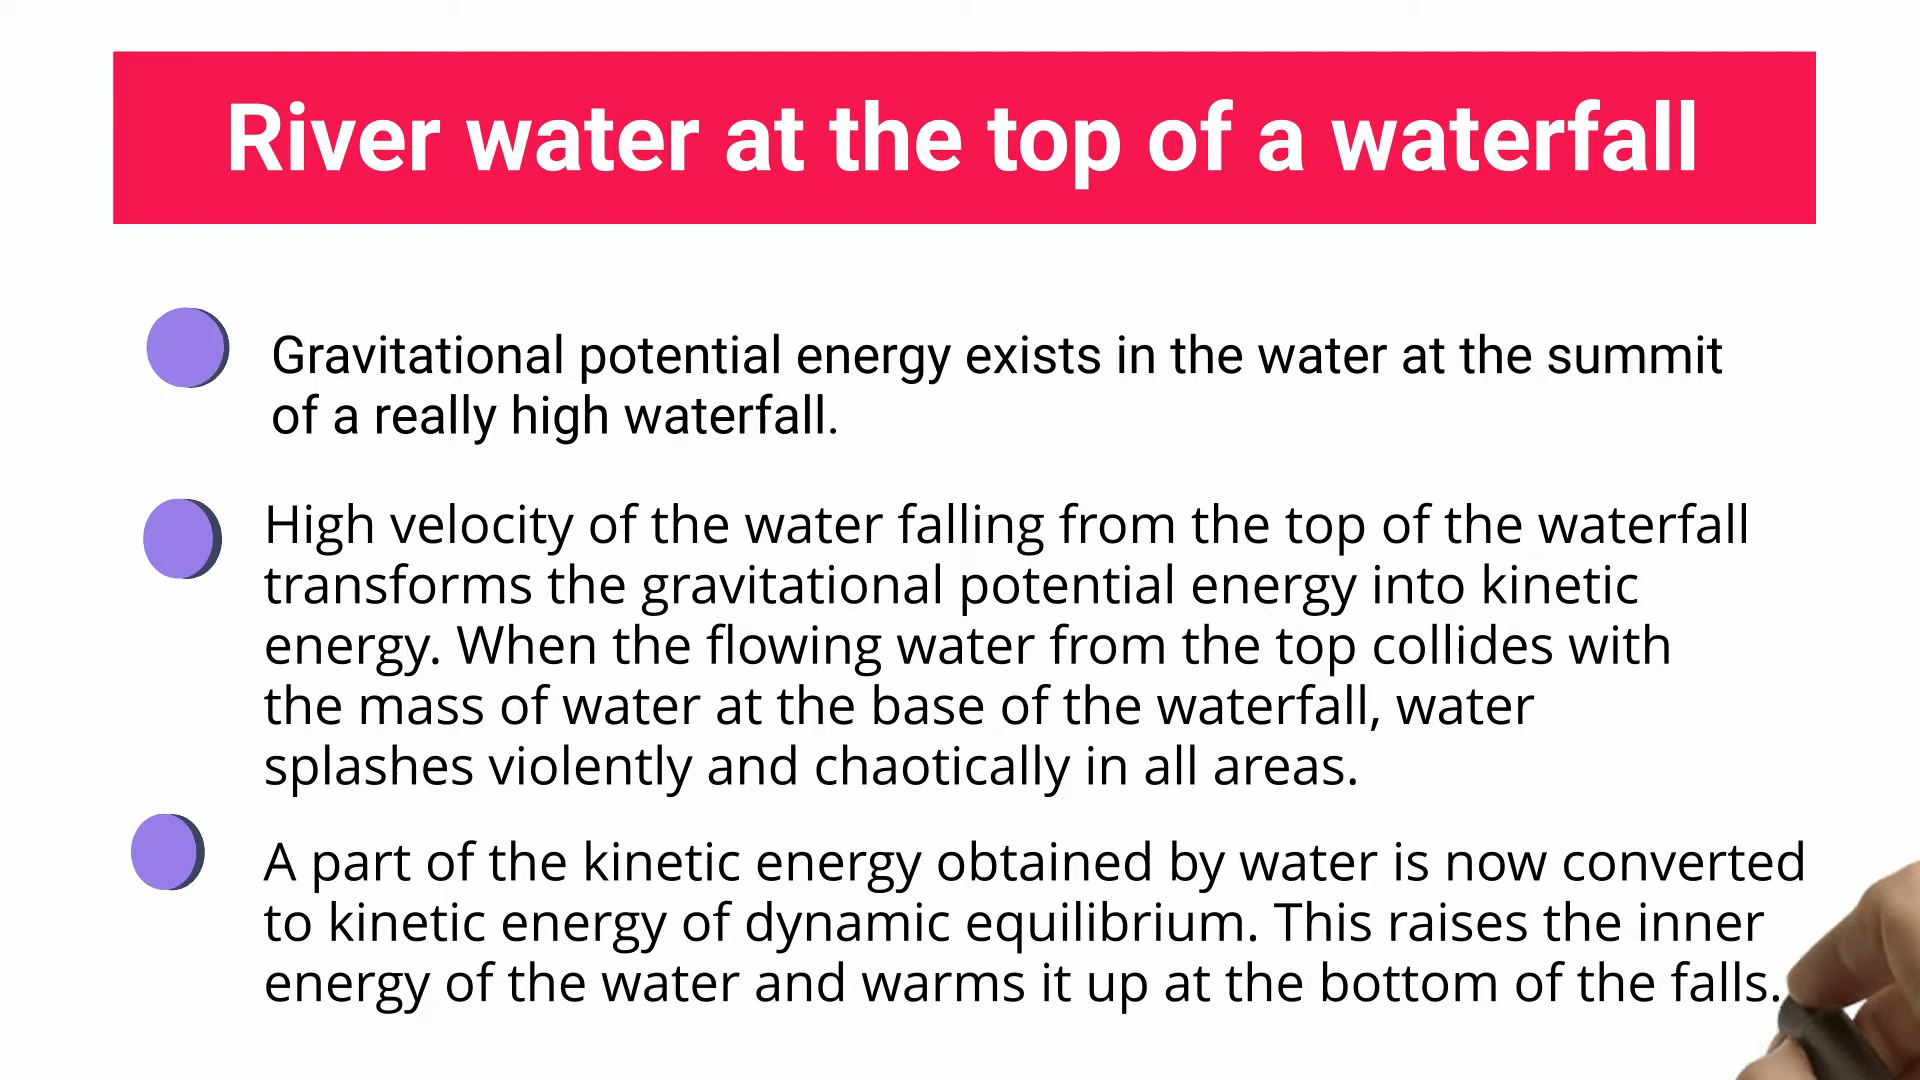 River water at the top of a waterfall
Gravitational potential energy exists in the water at the summit
of a really high waterfall.
High velocity of the water falling from the top of the waterfall
transforms the gravitational potential energy into kinetic
energy. When the flowing water from the top collides with
the mass of water at the base of the waterfall, water
splashes violently and chaotically in all areas.
A part of the kinetic energy obtained by water is now converted
to kinetic energy of dynamic equilibrium. This raises the inner
energy of the water and warms it up at the bottom of the falls.